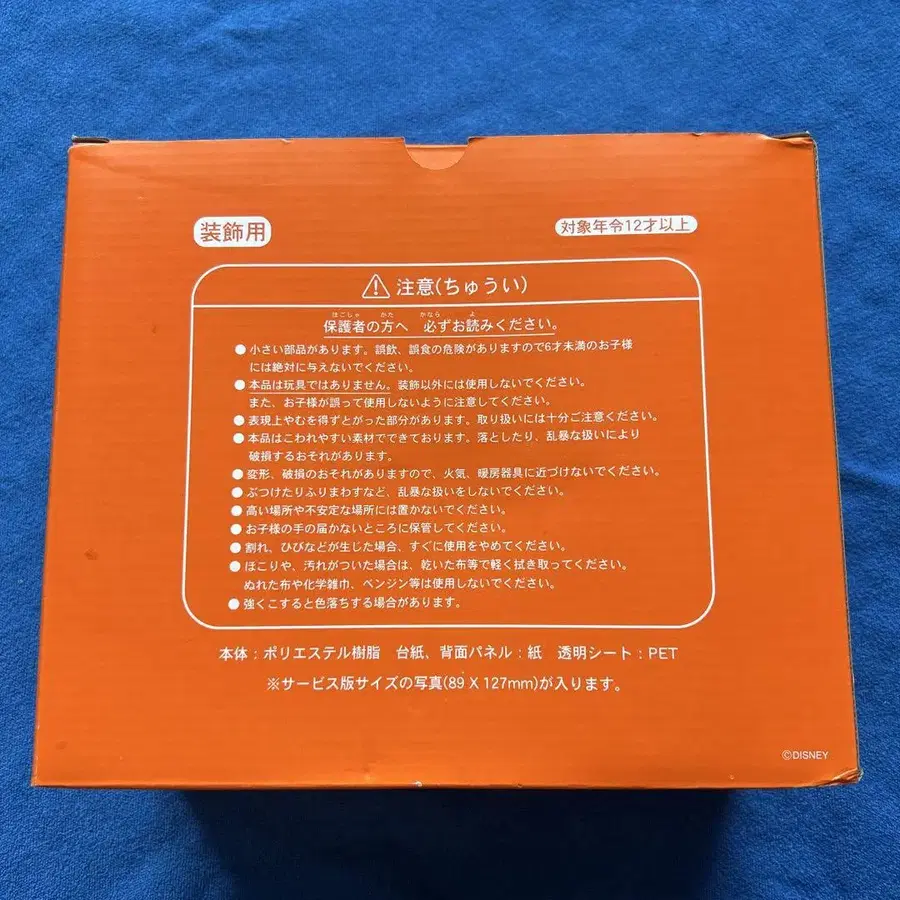 装飾用
対象年令12才以上
注意(ちゅうい)
保護者の方へ 必ずお読みください。
ほごしゃ かた かなら よ
●小さい部品があります。誤飲、誤食の危険がありますので6才未満のお子様
には絶対に与えないでください。
●本品は玩具ではありません。装飾以外には使用しないでください。
また、お子様が誤って使用しないように注意してください。
●表現上やむを得ずとがった部分があります。取り扱いには十分ご注意ください。
●本品はこわれやすい素材でできております。落としたり、乱暴な扱いにより
破損するおそれがあります。
●変形、破損のおそれがありますので、火気、暖房器具に近づけないでください。
●ぶつけたりふりまわすなど、乱暴な扱いをしないでください。
●高い場所や不安定な場所には置かないでください。
●お子様の手の届かないところに保管してください。
●割れ、ひびなどが生じた場合、すぐに使用をやめてください。
●ほこりや、汚れがついた場合は、乾いた布等で軽く拭き取ってください。
ぬれた布や化学雑巾、ベンジン等は使用しないでください。
●強くこすると色落ちする場合があります。
本体:ポリエステル樹脂 台紙、背面パネル:紙 透明シート:PET
※サービス版サイズの写真(89 X 127mm)が入ります。
©DISNEY